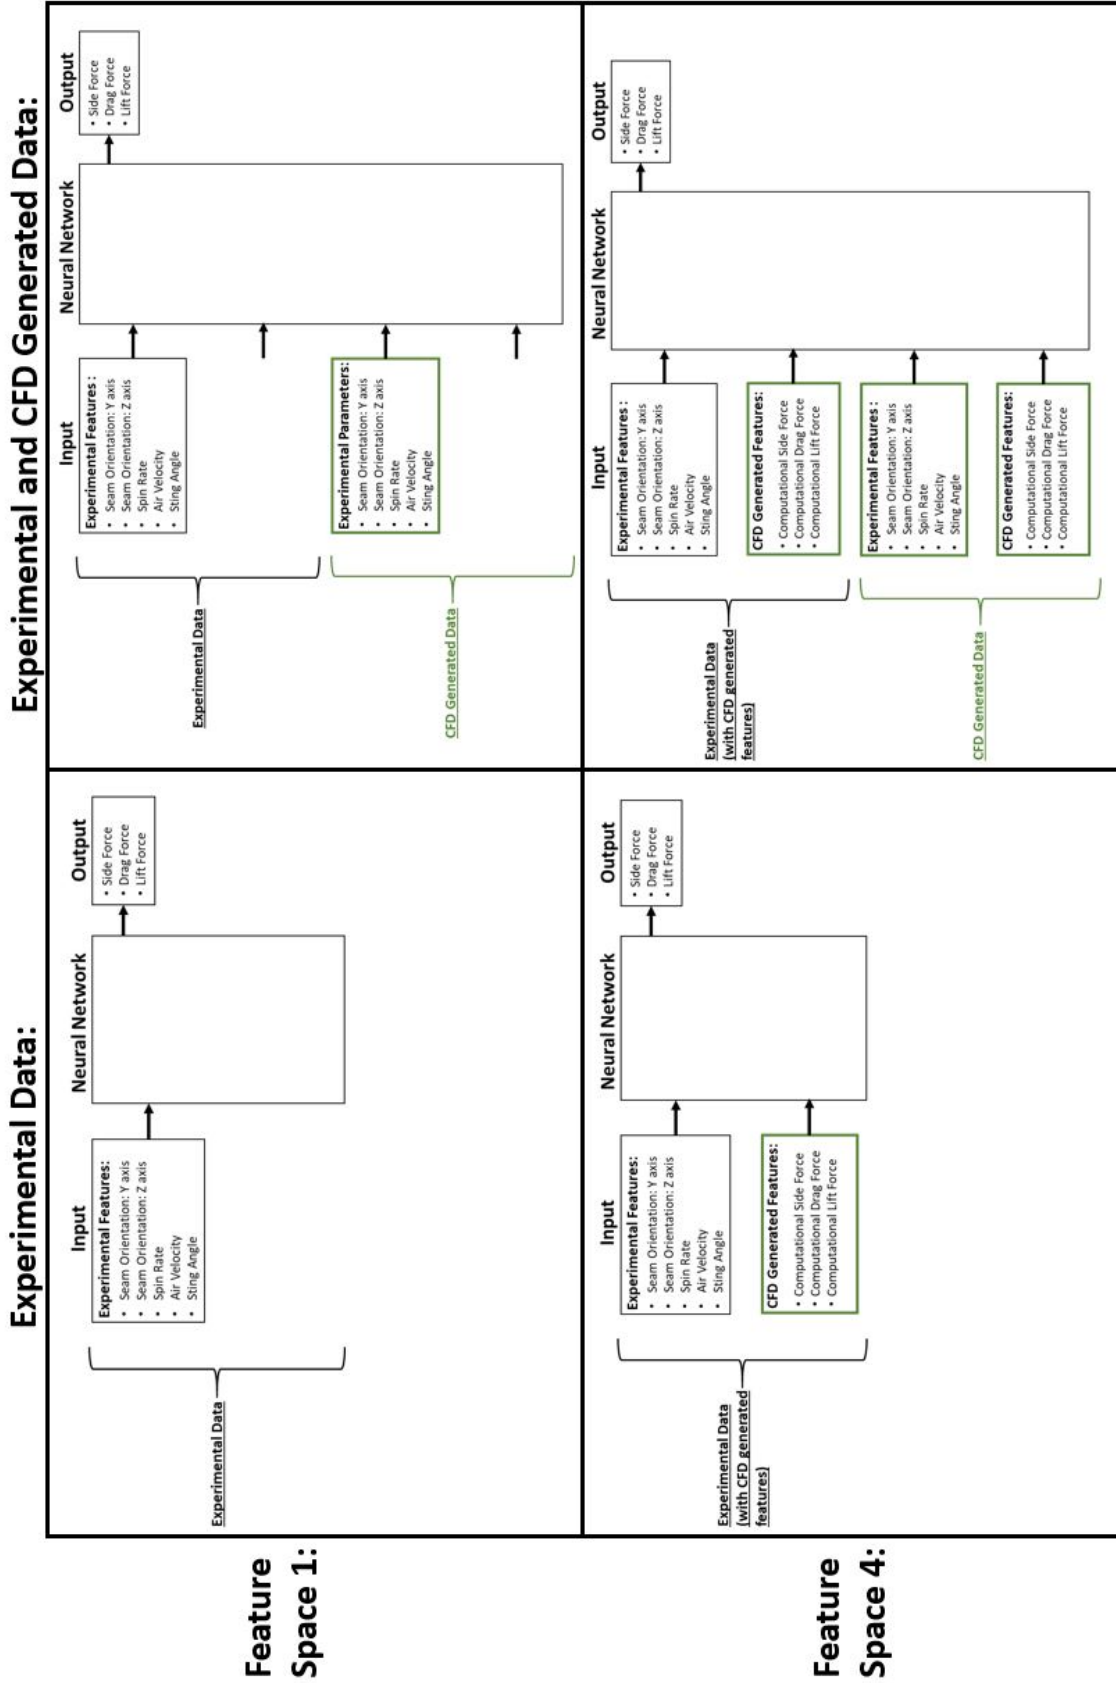 Experimental Data:
Experimental and CFD Generated Data:
Feature
Space 1:
Experimental Data
Input
Experimental Features:
• Seam Orientation: Y axis
• Seam Orientation: Z axis
• Spin Rate
• Air Velocity
• Sting Angle
Neural Network
Output
• Side Force
• Drag Force
• Lift Force
Experimental Data
CFD Generated Data
Input
Experimental Features :
• Seam Orientation: Y axis
• Seam Orientation: Z axis
• Spin Rate
• Air Velocity
• Sting Angle
Experimental Parameters:
• Seam Orientation: Y axis
• Seam Orientation: Z axis
• Spin Rate
• Air Velocity
• Sting Angle
Neural Network
Output
• Side Force
• Drag Force
• Lift Force
Feature
Space 4:
Experimental Data
(with CFD generated
features)
Input
Experimental Features:
• Seam Orientation: Y axis
• Seam Orientation: Z axis
• Spin Rate
• Air Velocity
• Sting Angle
CFD Generated Features:
• Computational Side Force
• Computational Drag Force
• Computational Lift Force
Neural Network
Output
• Side Force
• Drag Force
• Lift Force
Experimental Data
(with CFD generated
features)
CFD Generated Data
Input
Experimental Features :
• Seam Orientation: Y axis
• Seam Orientation: Z axis
• Spin Rate
• Air Velocity
• Sting Angle
CFD Generated Features:
• Computational Side Force
• Computational Drag Force
• Computational Lift Force
Experimental Features :
• Seam Orientation: Y axis
• Seam Orientation: Z axis
• Spin Rate
• Air Velocity
• Sting Angle
CFD Generated Features:
• Computational Side Force
• Computational Drag Force
• Computational Lift Force
Neural Network
Output
• Side Force
• Drag Force
• Lift Force